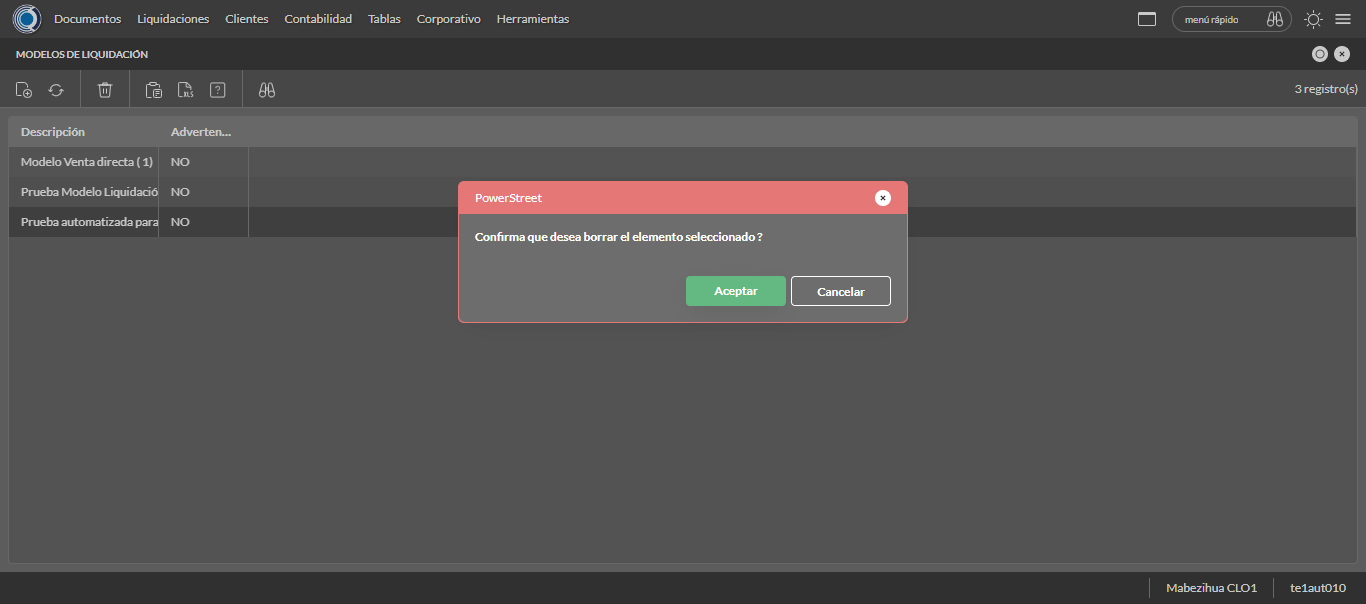 Documentos Liquidaciones Clientes Contabilidad Tablas Corporativo Herramientas menú rápido
MODELOS DE LIQUIDACIÓN
XLS ? 3 registro(s)
Descripción Adverten...
Modelo Venta directa ( 1) NO
Prueba Modelo Liquidació NO
Prueba automatizada para NO
PowerStreet
Confirma que desea borrar el elemento seleccionado ?
Aceptar Cancelar
Mabezihua CLO1 te1aut010